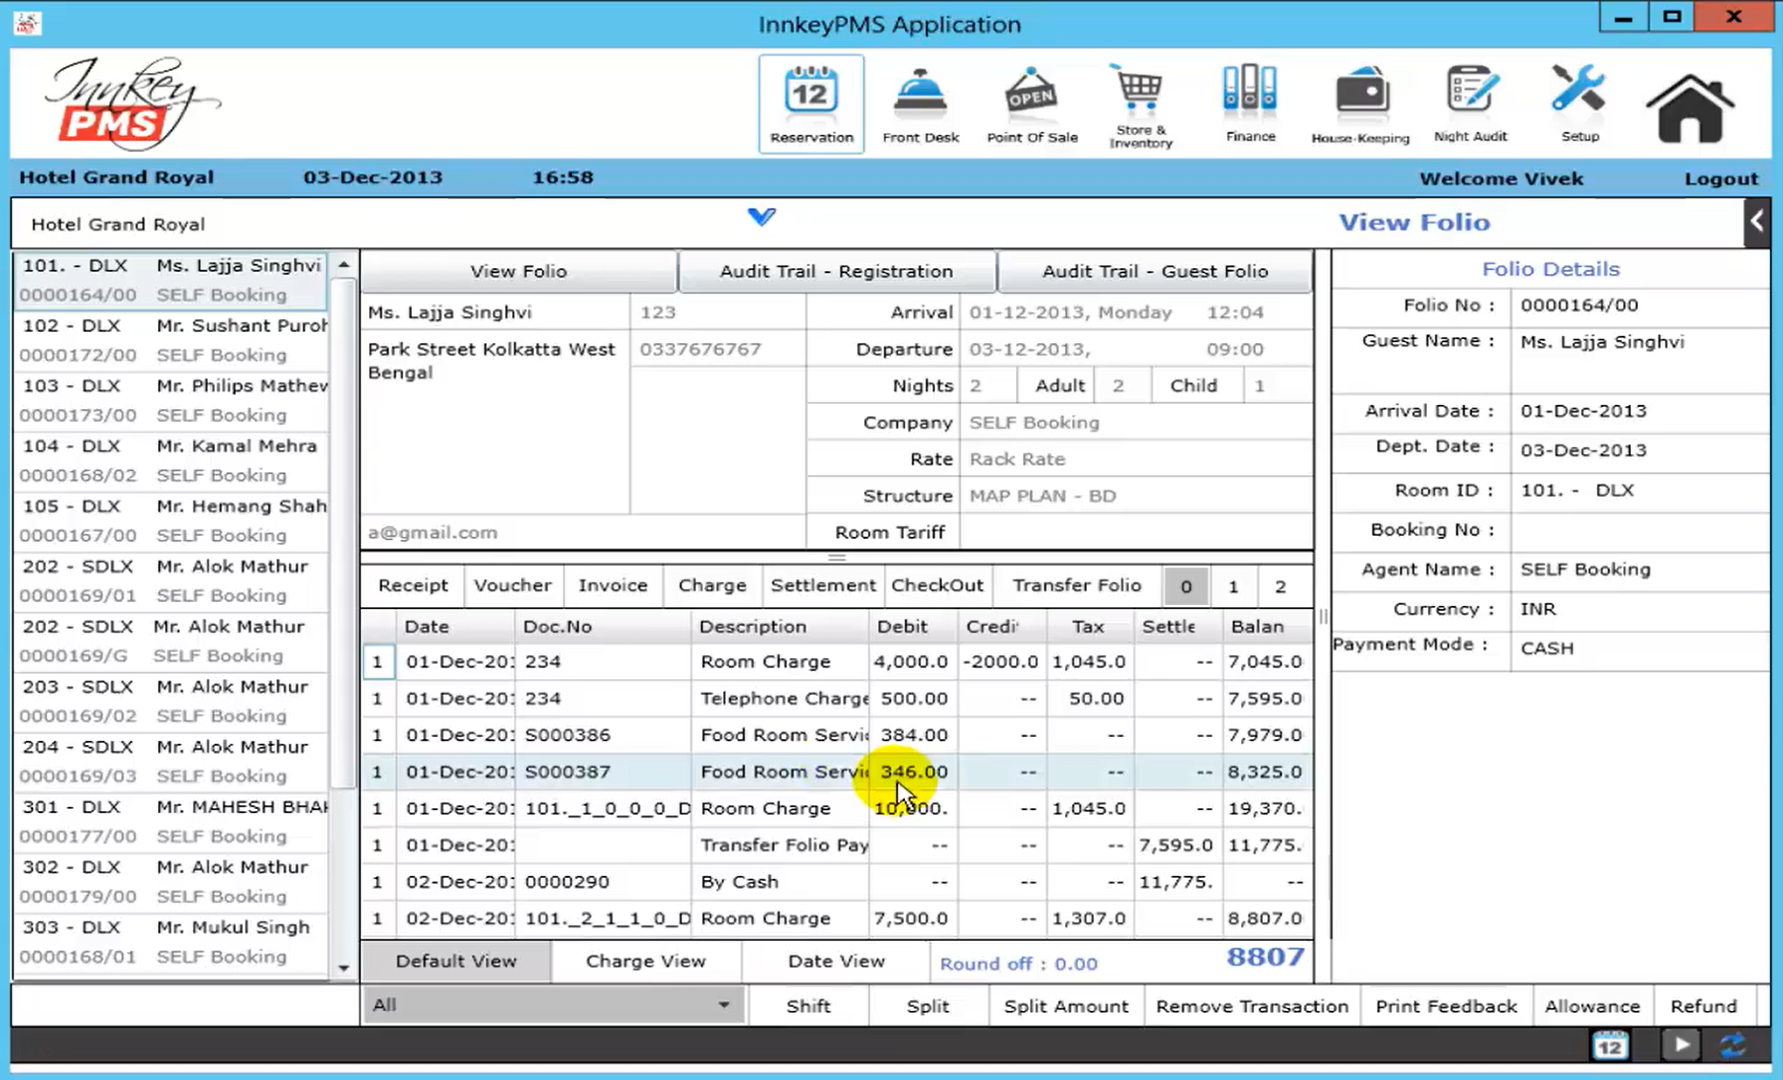 InnkeyPMS Application
Innkey
PMS
12
Reservation
Front Desk
OPEN
Point Of Sale
Store &
Inventory
Finance
House-Keeping
Night Audit
Setup
Hotel Grand Royal 03-Dec-2013 16:58 Welcome Vivek Logout
Hotel Grand Royal
View Folio
101. - DLX Ms. Lajja Singhvi
0000164/00 SELF Booking
102 - DLX Mr. Sushant Puroh
0000172/00 SELF Booking
103 - DLX Mr. Philips Mathew
0000173/00 SELF Booking
104 - DLX Mr. Kamal Mehra
0000168/02 SELF Booking
105 - DLX Mr. Hemang Shah
0000167/00 SELF Booking
202 - SDLX Mr. Alok Mathur
0000169/01 SELF Booking
202 - SDLX Mr. Alok Mathur
0000169/G SELF Booking
203 - SDLX Mr. Alok Mathur
0000169/02 SELF Booking
204 - SDLX Mr. Alok Mathur
0000169/03 SELF Booking
301 - DLX Mr. MAHESH BHA
0000177/00 SELF Booking
302 - DLX Mr. Alok Mathur
0000179/00 SELF Booking
303 - DLX Mr. Mukul Singh
0000168/01 SELF Booking
View Folio Audit Trail - Registration Audit Trail - Guest Folio
Ms. Lajja Singhvi 123 Arrival 01-12-2013, Monday 12:04
Park Street Kolkatta West 0337676767 Departure 03-12-2013, 09:00
Bengal
Nights 2 Adult 2 Child 1
Company SELF Booking
Rate Rack Rate
Structure MAP PLAN - BD
a@gmail.com Room Tariff
Receipt Voucher Invoice Charge Settlement CheckOut Transfer Folio 0 1 2
Date Doc.No Description Debit Credi Tax Settle Balan
1 01-Dec-201 234 Room Charge 4,000.0 -2000.0 1,045.0 -- 7,045.0
1 01-Dec-201 234 Telephone Charge 500.00 -- 50.00 -- 7,595.0
1 01-Dec-201 S000386 Food Room Servi 384.00 -- -- -- 7,979.0
1 01-Dec-201 S000387 Food Room Servi 346.00 -- -- -- 8,325.0
1 01-Dec-201 101._1_0_0_0_D Room Charge 10,000. -- 1,045.0 -- 19,370.
1 01-Dec-201 Transfer Folio Pay -- -- -- 7,595.0 11,775.
1 02-Dec-201 0000290 By Cash -- -- -- 11,775. --
1 02-Dec-201 101._2_1_1_0_D Room Charge 7,500.0 -- 1,307.0 -- 8,807.0
Default View Charge View Date View Round off : 0.00 8807
All Shift Split Split Amount Remove Transaction Print Feedback Allowance Refund
Folio Details
Folio No : 0000164/00
Guest Name : Ms. Lajja Singhvi
Arrival Date : 01-Dec-2013
Dept. Date : 03-Dec-2013
Room ID : 101. - DLX
Booking No :
Agent Name : SELF Booking
Currency : INR
Payment Mode : CASH
12